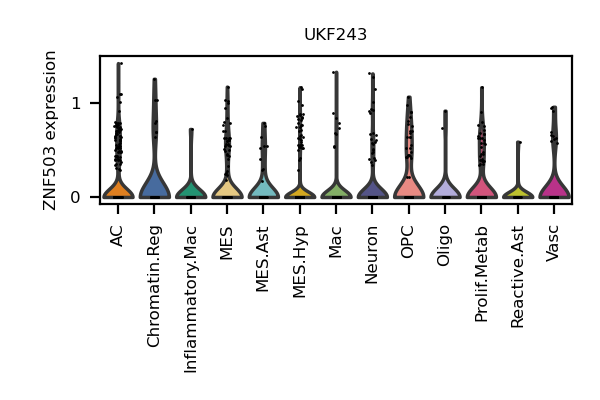 UKF243
ZNF503 expression
1
0
AC
Chromatin.Reg
Inflammatory.Mac
MES
MES.Ast
MES.Hyp
Mac
Neuron
OPC
Oligo
Prolif.Metab
Reactive.Ast
Vasc